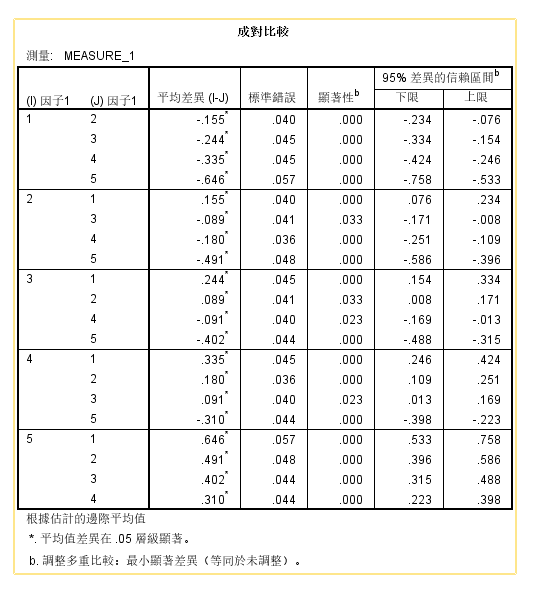 成對比較
測量: MEASURE_1
(I) 因子1 (J) 因子1 平均差異 (I-J) 標準錯誤 顯著性b 95% 差異的信賴區間b
下限 上限
1 2 -.155* .040 .000 -.234 -.076
3 -.244* .045 .000 -.334 -.154
4 -.335* .045 .000 -.424 -.246
5 -.646* .057 .000 -.758 -.533
2 1 .155* .040 .000 .076 .234
3 -.089* .041 .033 -.171 -.008
4 -.180* .036 .000 -.251 -.109
5 -.491* .048 .000 -.586 -.396
3 1 .244* .045 .000 .154 .334
2 .089* .041 .033 .008 .171
4 -.091* .040 .023 -.169 -.013
5 -.402* .044 .000 -.488 -.315
4 1 .335* .045 .000 .246 .424
2 .180* .036 .000 .109 .251
3 .091* .040 .023 .013 .169
5 -.310* .044 .000 -.398 -.223
5 1 .646* .057 .000 .533 .758
2 .491* .048 .000 .396 .586
3 .402* .044 .000 .315 .488
4 .310* .044 .000 .223 .398
根據估計的邊際平均值
*. 平均值差異在 .05 層級顯著。
b. 調整多重比較：最小顯著差異（等同於未調整）。